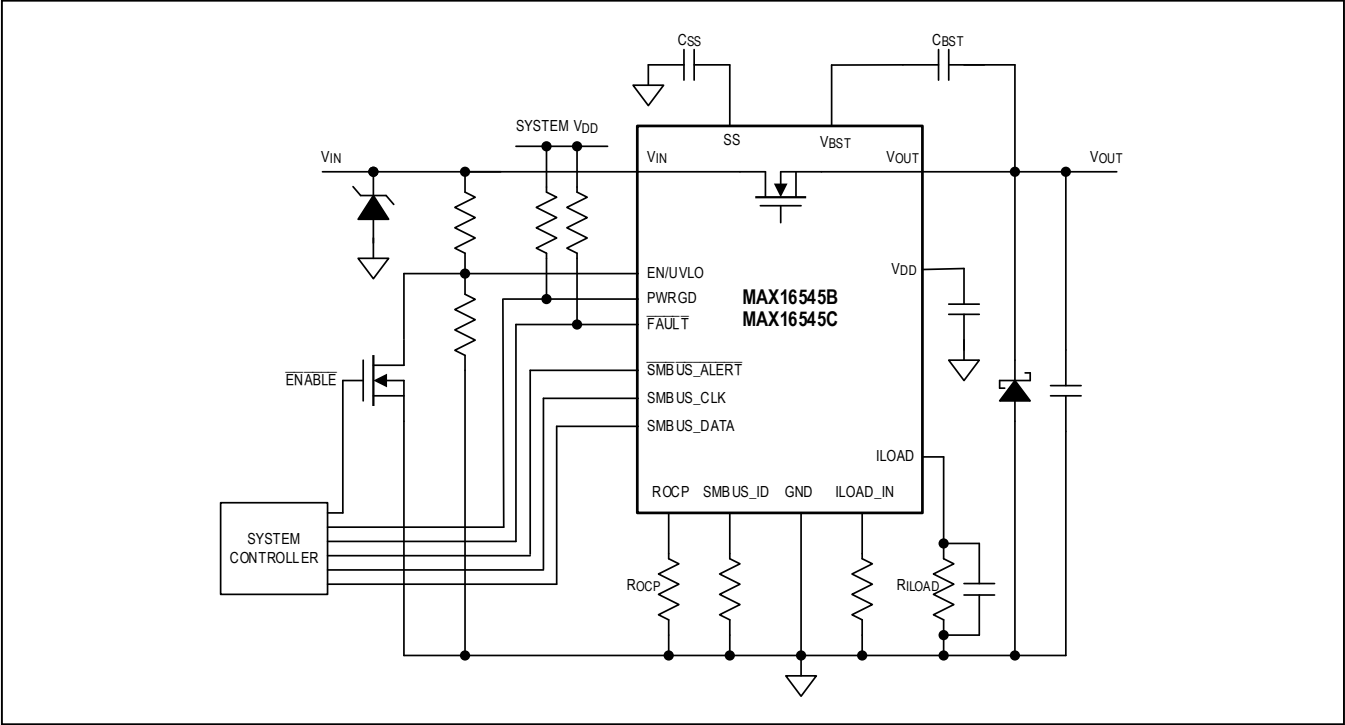 CSS
CBST
SYSTEM VDD
SS
VBST
VIN
VIN
VOUT
VOUT
VDD
EN/UVLO
PWRGD
FAULT
MAX16545B
MAX16545C
SMBUS_ALERT
ENABLE
SMBUS_CLK
SMBUS_DATA
ILOAD
ROCP
SMBUS_ID
GND
ILOAD_IN
SYSTEM
CONTROLLER
ROCP
RILOAD